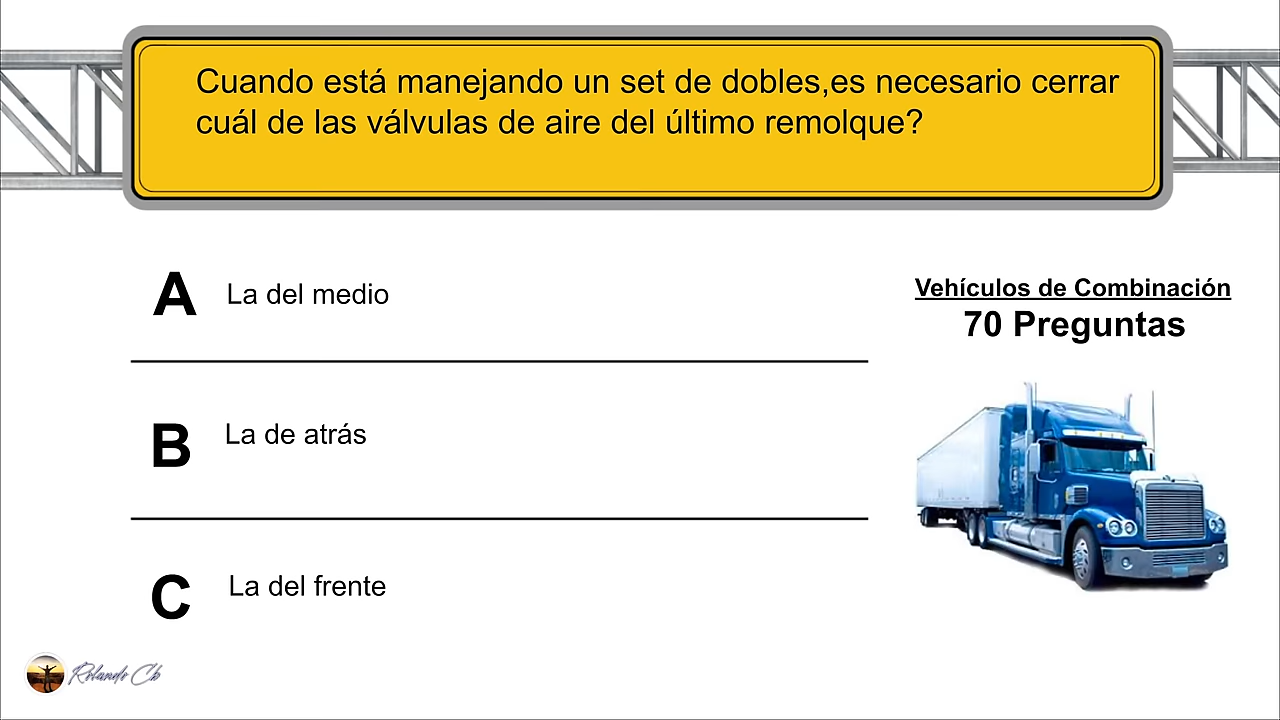 Cuando está manejando un set de dobles,es necesario cerrar
cuál de las válvulas de aire del último remolque?
A La del medio
B La de atrás
C La del frente
Vehículos de Combinación
70 Preguntas
Rolando Cb